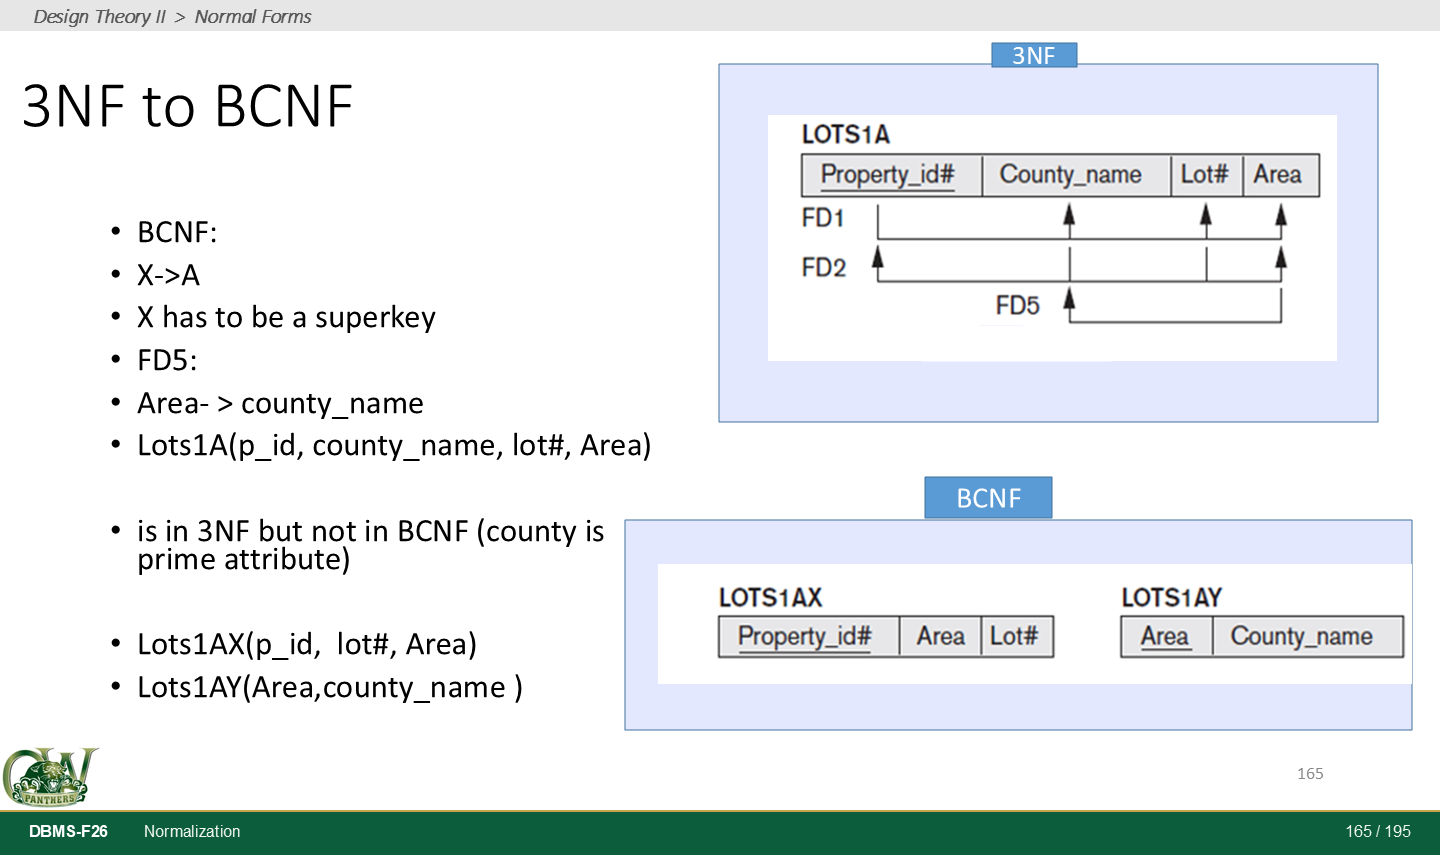 Design Theory II > Normal Forms
3NF to BCNF
• BCNF:
• X->A
• X has to be a superkey
• FD5:
• Area- > county_name
• Lots1A(p_id, county_name, lot#, Area)
• is in 3NF but not in BCNF (county is
prime attribute)
• Lots1AX(p_id,  lot#, Area)
• Lots1AY(Area,county_name )
3NF
LOTS1A
Property_id# County_name Lot# Area
FD1
FD2
FD5
BCNF
LOTS1AX
Property_id# Area Lot#
LOTS1AY
Area County_name
165
OW
PANTHERS
DBMS-F26 Normalization 165 / 195